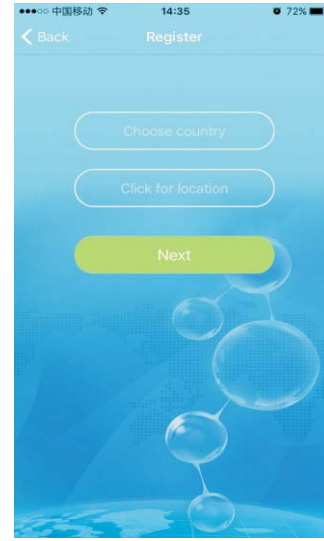 中国移动 14:35 72%
Back Register
Choose country
Click for location
Next